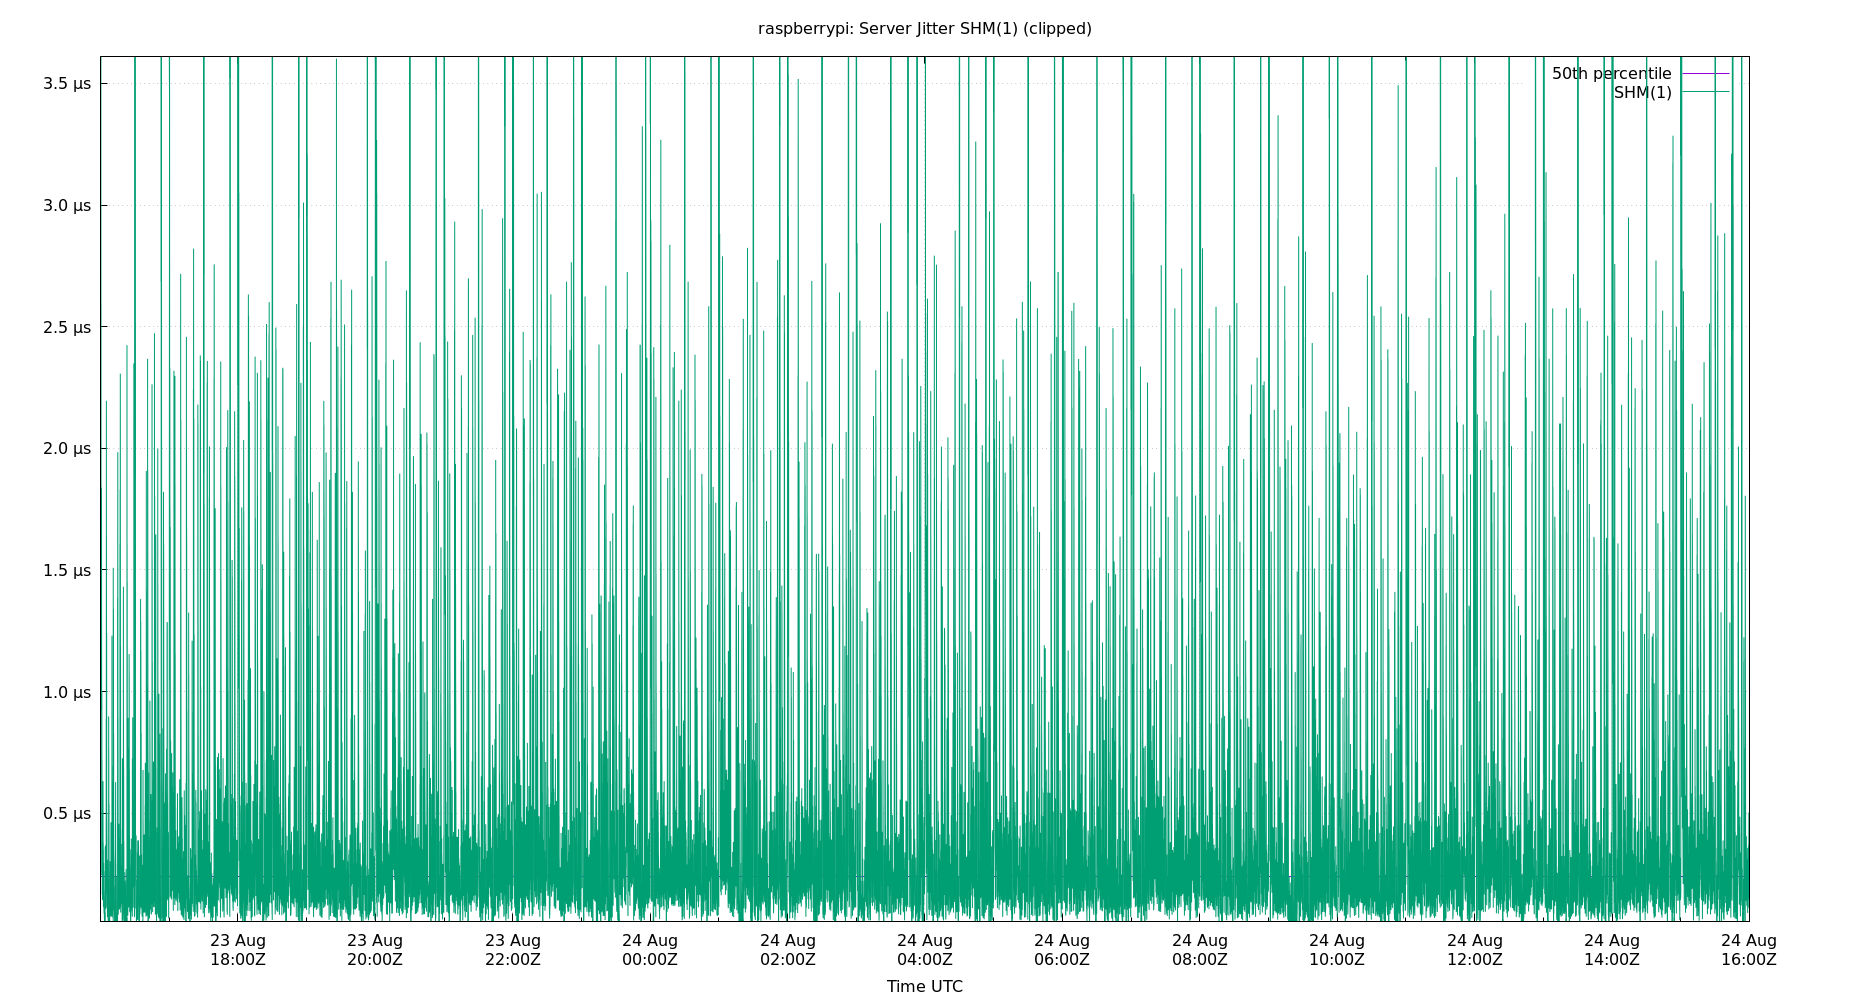 raspberrypi: Server Jitter SHM(1) (clipped)
50th percentile
SHM(1)
3.5 µs
3.0 µs
2.5 µs
2.0 µs
1.5 µs
1.0 µs
0.5 µs
23 Aug 23 Aug 23 Aug 24 Aug 24 Aug 24 Aug 24 Aug 24 Aug 24 Aug 24 Aug 24 Aug 24 Aug
18:00Z 20:00Z 22:00Z 00:00Z 02:00Z 04:00Z 06:00Z 08:00Z 10:00Z 12:00Z 14:00Z 16:00Z
Time UTC